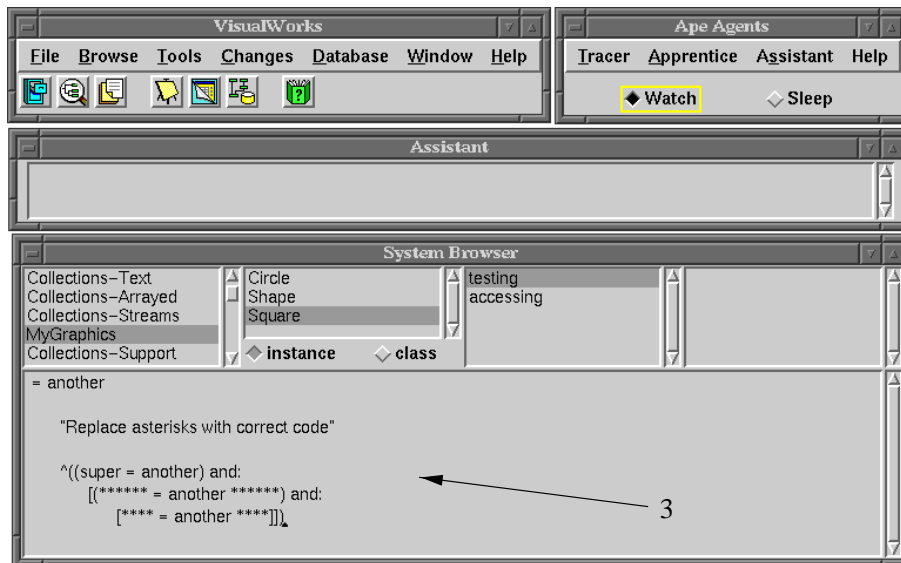 VisualWorks
File Browse Tools Changes Database Window Help
Ape Agents
Tracer Apprentice Assistant Help
Watch Sleep
Assistant
System Browser
Collections-Text
Collections-Arrayed
Collections-Streams
MyGraphics
Collections-Support
Circle
Shape
Square
instance class
testing
accessing
= another
"Replace asterisks with correct code"
^((super = another) and:
[(****** = another ******) and:
[**** = another ****]])
3